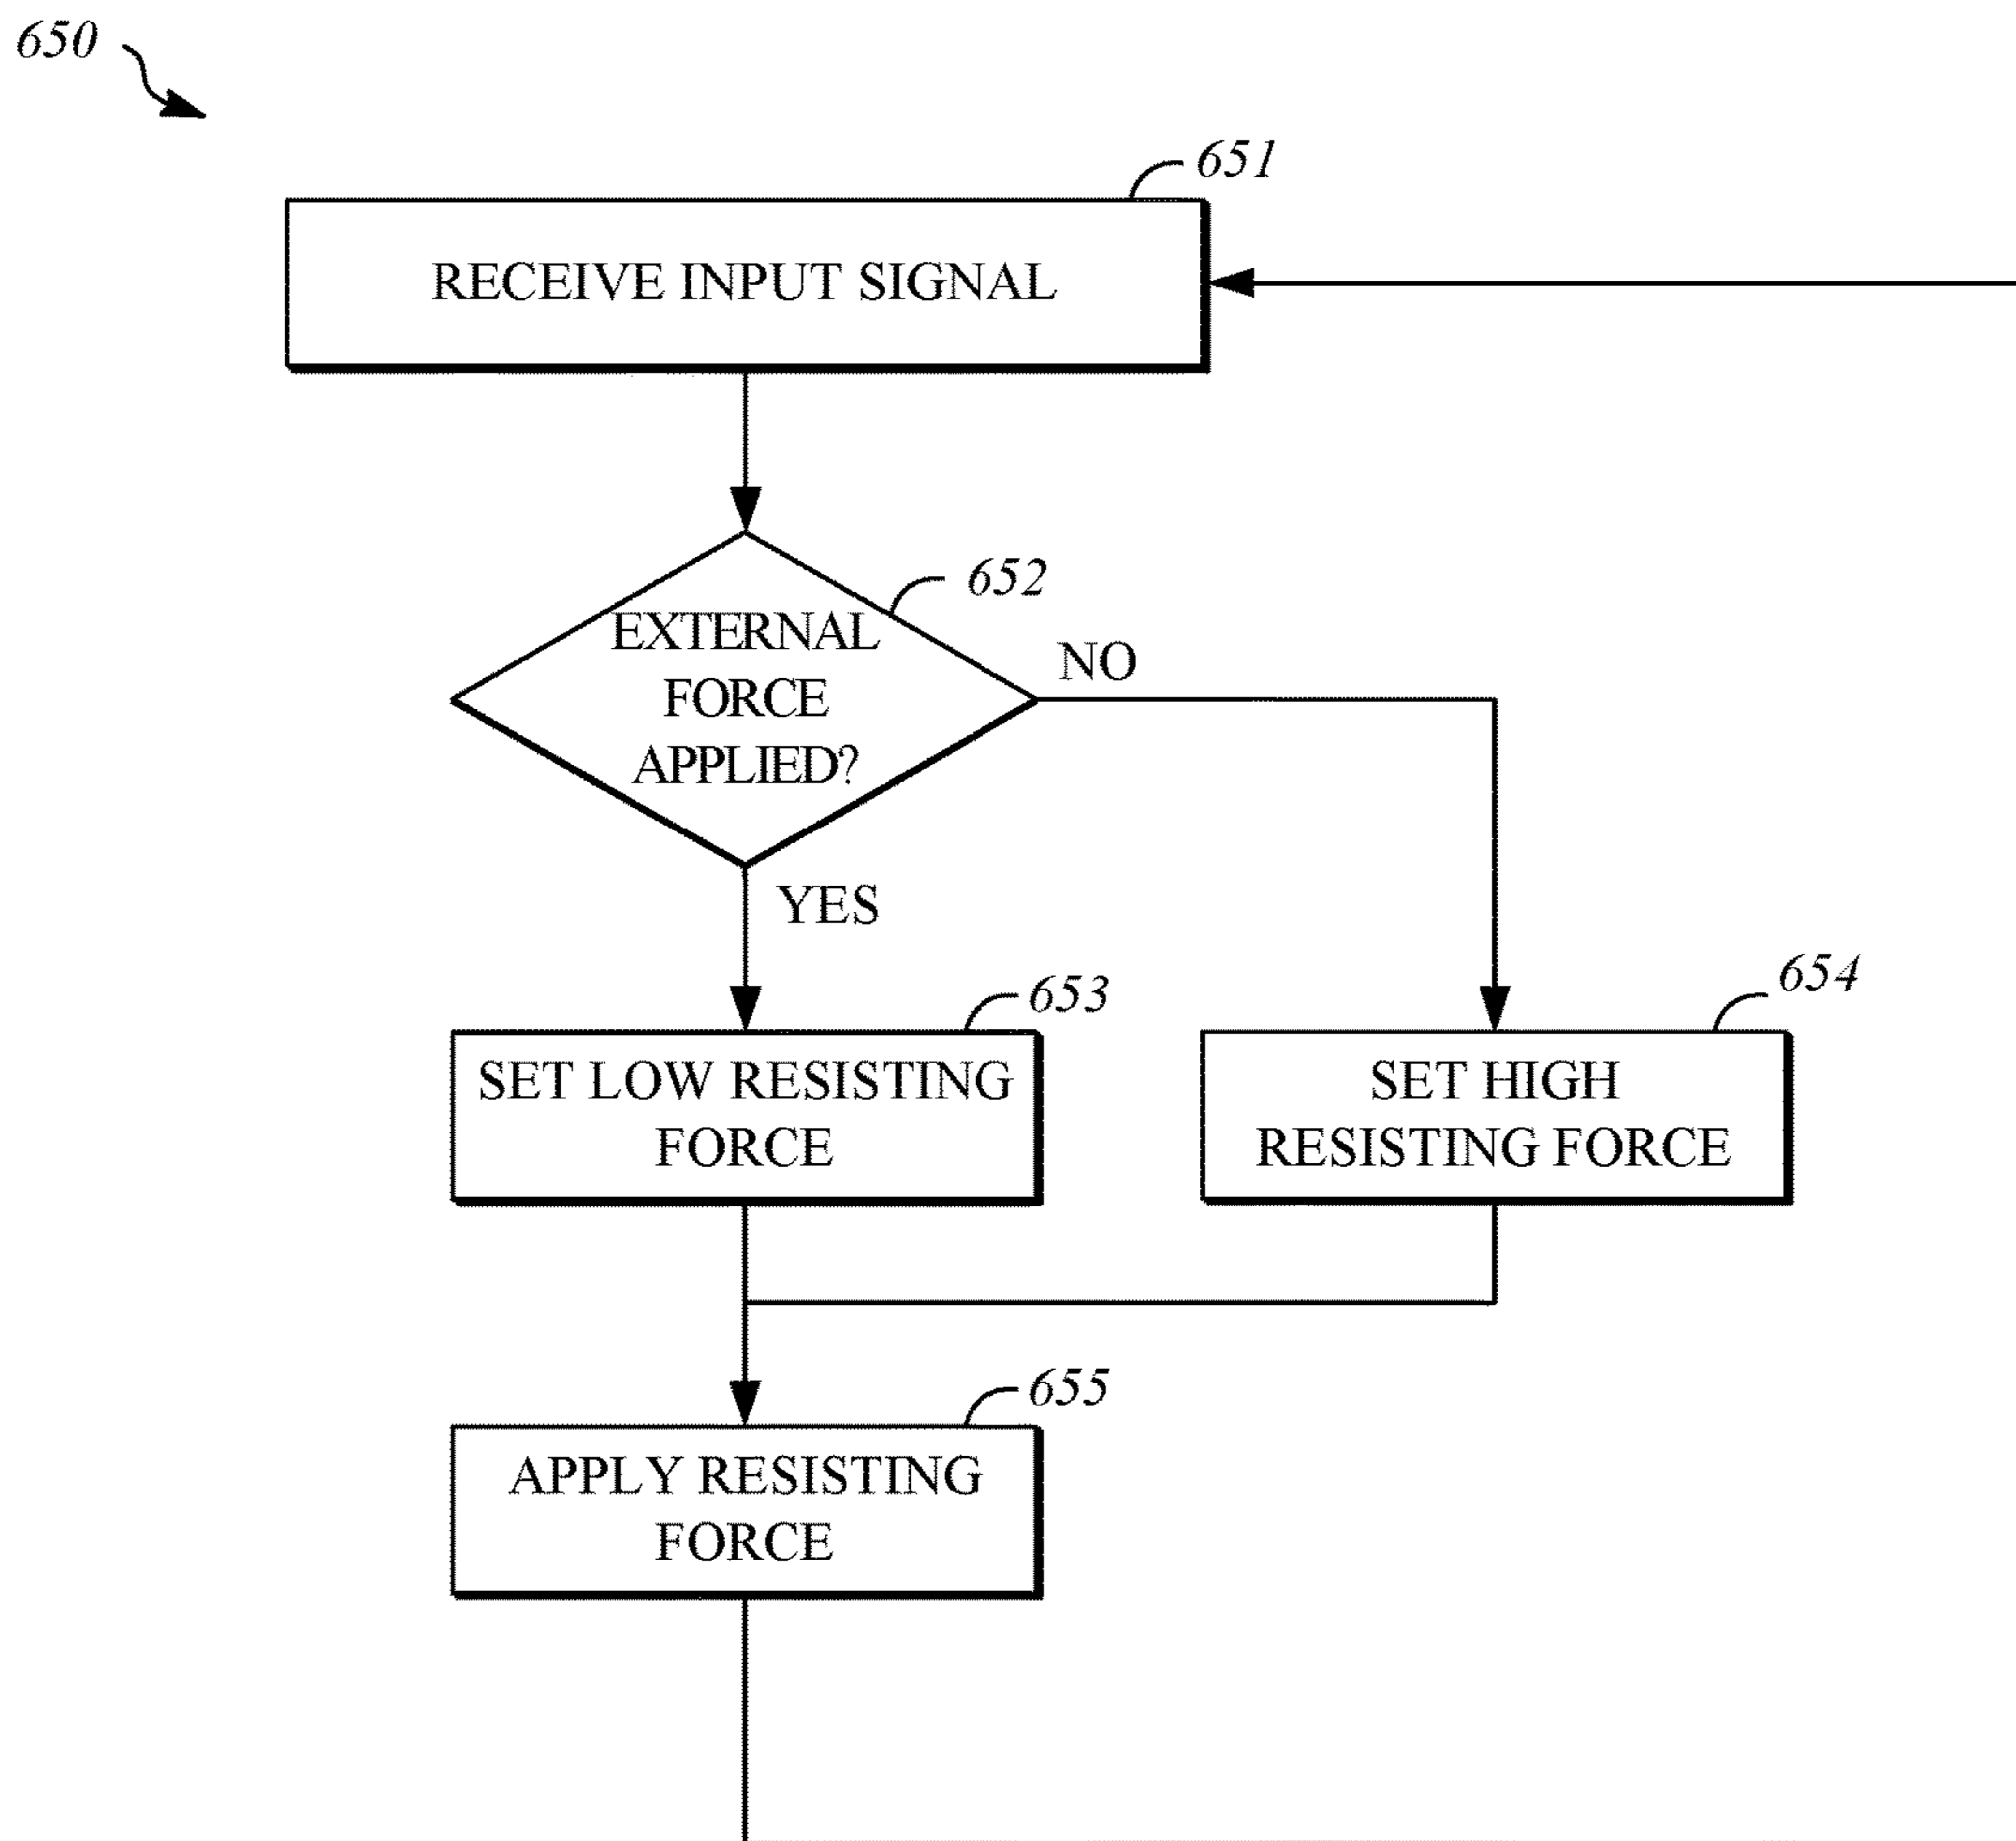 650
651
RECEIVE INPUT SIGNAL
652
EXTERNAL
FORCE
APPLIED?
NO
YES
653
SET LOW RESISTING
FORCE
654
SET HIGH
RESISTING FORCE
655
APPLY RESISTING
FORCE